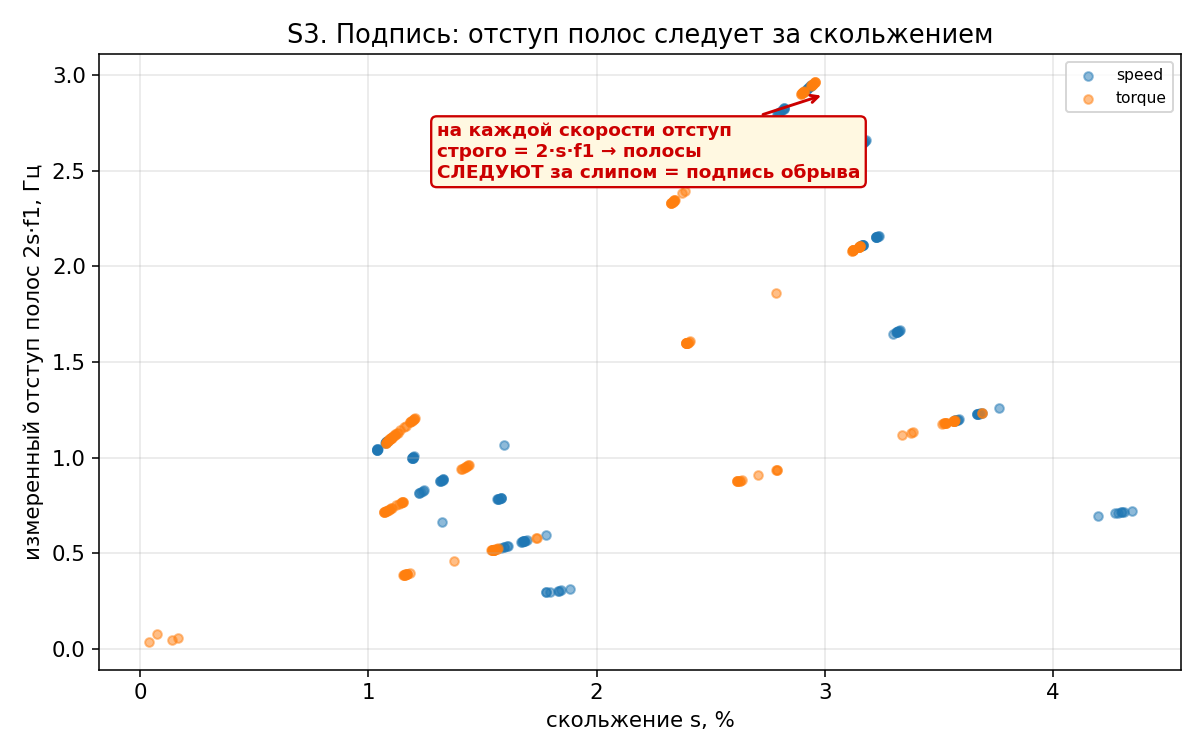 S3. Подпись: отступ полос следует за скольжением
speed
torque
на каждой скорости отступ
строго = 2·s·f1 → полосы
СЛЕДУЮТ за слипом = подпись обрыва
измеренный отступ полос 2s·f1, Гц
3.0
2.5
2.0
1.5
1.0
0.5
0.0
0 1 2 3 4
скольжение s, %